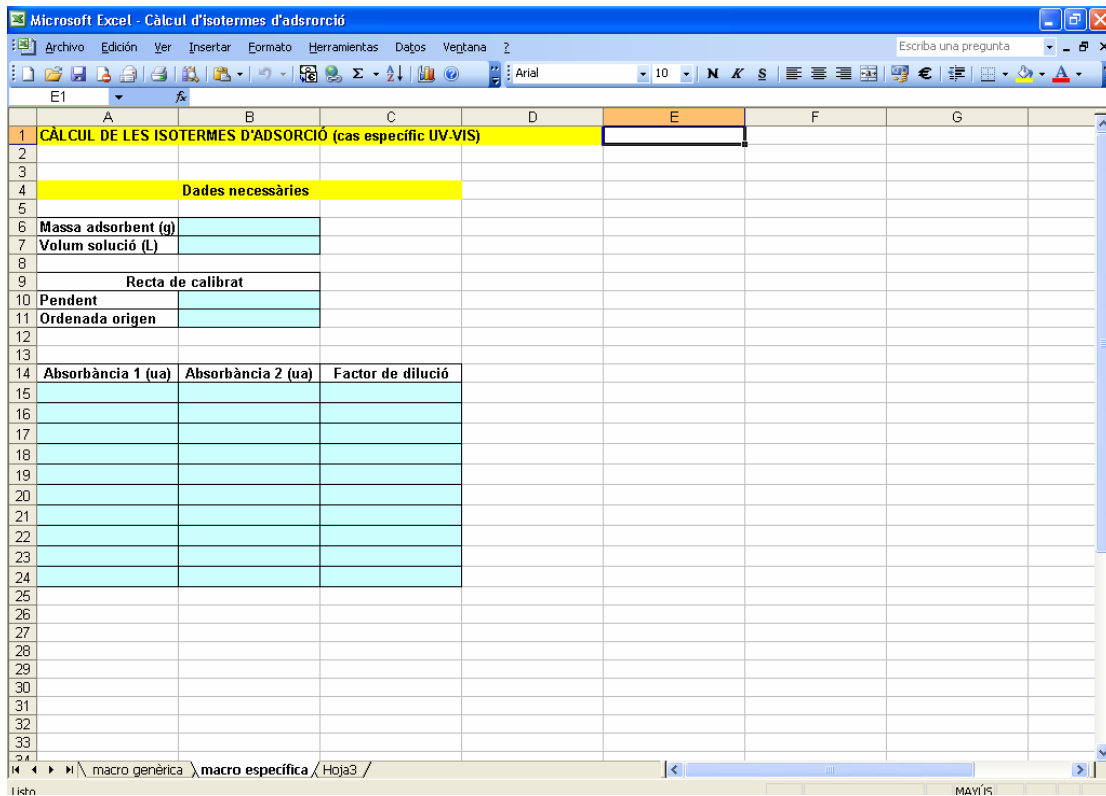 Microsoft Excel - Càlcul d'isotermes d'adsrorció
Archivo Edición Ver Insertar Formato Herramientas Datos Ventana ? Escriba una pregunta
Arial 10 N K S
E1 fx
A B C D E F G
1 CÀLCUL DE LES ISOTERMES D'ADSORCIÓ (cas específic UV-VIS)
2
3
4 Dades necessàries
5
6 Massa adsorbent (g)
7 Volum solució (L)
8
9 Recta de calibrat
10 Pendent
11 Ordenada origen
12
13
14 Absorbància 1 (ua) Absorbància 2 (ua) Factor de dilució
15
16
17
18
19
20
21
22
23
24
25
26
27
28
29
30
31
32
33
34
macro genèrica macro específica Hoja3
Listo MAYÚS